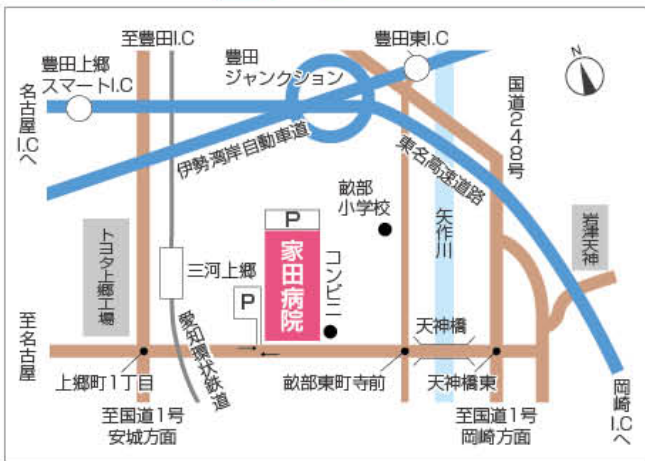 至豊田I.C
豊田
ジャンクション
豊田東I.C
N
豊田上郷
スマートI.C
名古屋I.Cへ
国道248号
伊勢湾岸自動車道
東名高速道路
畝部
小学校
矢作川
岩津天神
P
トヨタ上郷工場
三河上郷
家田病院
コンビニ
P
至名古屋
愛知環状鉄道
天神橋
上郷町1丁目
畝部東町寺前
天神橋東
岡崎I.Cへ
至国道1号
安城方面
至国道1号
岡崎方面